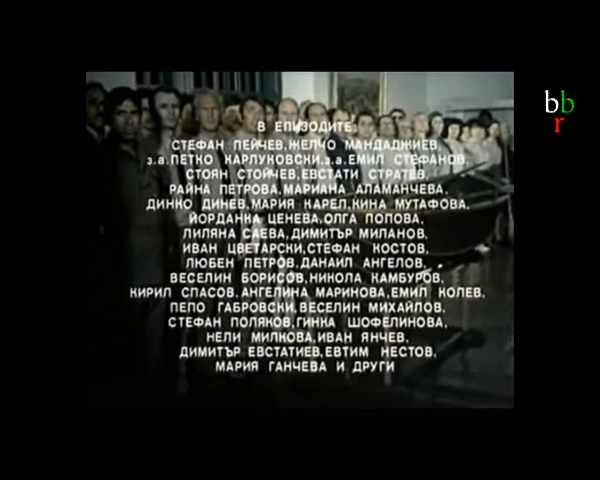 В ЕПИЗОДИТЕ:
СТЕФАН ПЕЙЧЕВ,ЖЕЛЧО МАНДАДЖИЕВ,
з.а.ПЕТКО КАРЛУКОВСКИ,з.а.ЕМИЛ СТЕФАНОВ,
СТОЯН СТОЙЧЕВ,ЕВСТАТИ СТРАТЕВ,
РАЙНА ПЕТРОВА,МАРИАНА АЛАМАНЧЕВА,
ДИНКО ДИНЕВ,МАРИЯ КАРЕЛ,КИНА МУТАФОВА,
ЙОРДАНКА ЦЕНЕВА,ОЛГА ПОПОВА,
ЛИЛЯНА САЕВА,ДИМИТЪР МИЛАНОВ,
ИВАН ЦВЕТАРСКИ,СТЕФАН КОСТОВ,
ЛЮБЕН ПЕТРОВ,ДАНАИЛ АНГЕЛОВ,
ВЕСЕЛИН БОРИСОВ,НИКОЛА КАМБУРОВ,
КИРИЛ СПАСОВ,АНГЕЛИНА МАРИНОВА,ЕМИЛ КОЛЕВ,
ПЕПО ГАБРОВСКИ,ВЕСЕЛИН МИХАЙЛОВ,
СТЕФАН ПОЛЯКОВ,ГИНКА ШОФЕЛИНОВА,
НЕЛИ МИЛКОВА,ИВАН ЯНЧЕВ,
ДИМИТЪР ЕВСТАТИЕВ,ЕВТИМ НЕСТОВ,
МАРИЯ ГАНЧЕВА И ДРУГИ
bb
r